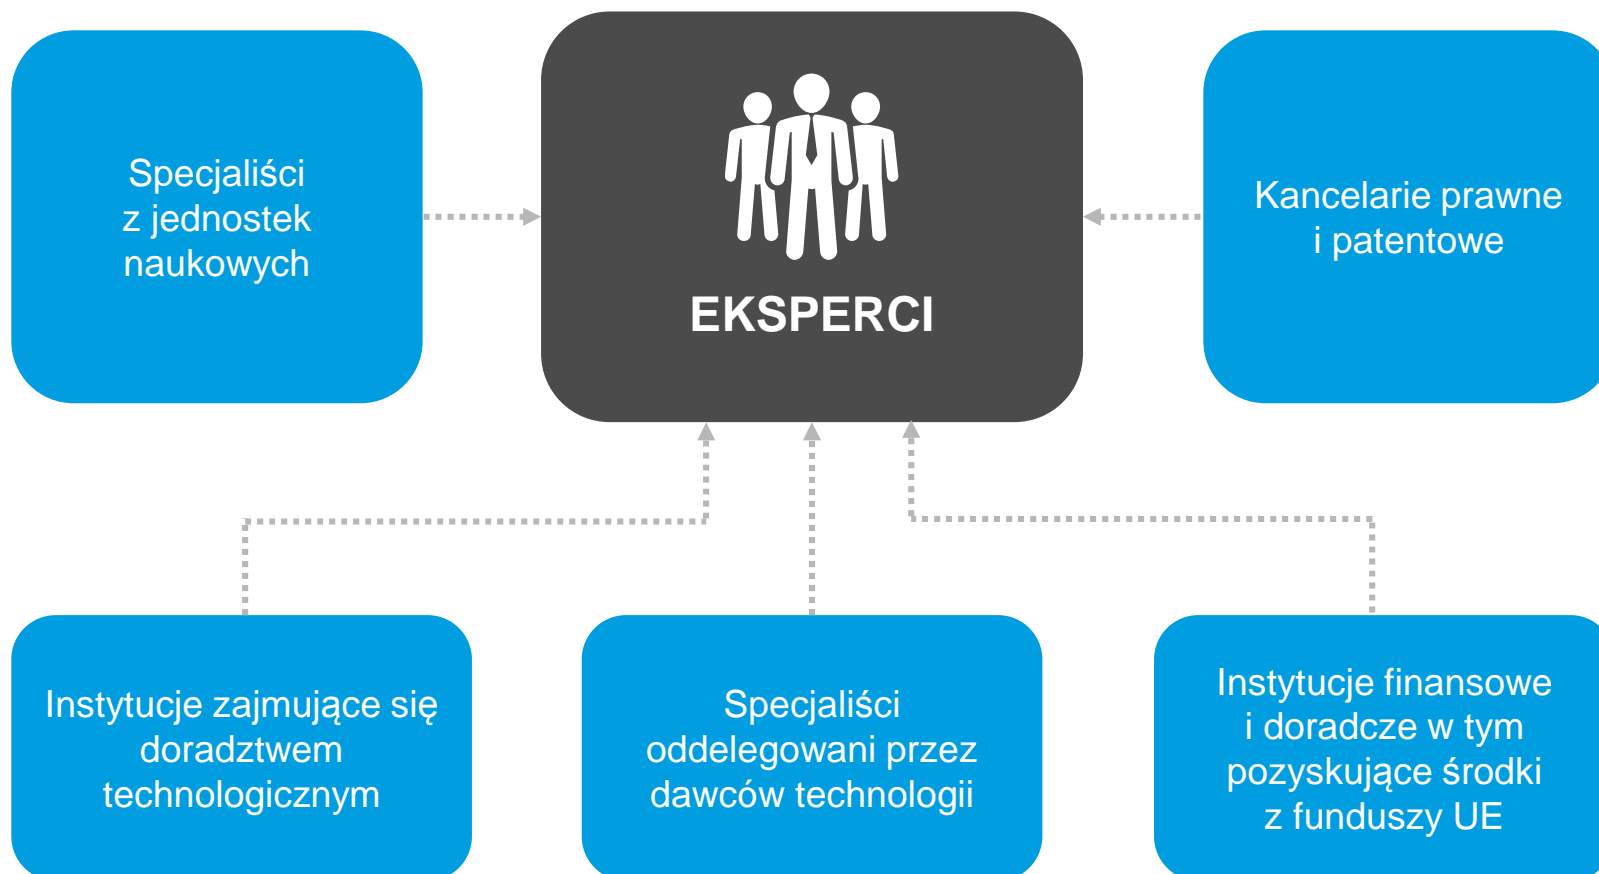 Specjaliści
z jednostek
naukowych
EKSPERCI
Kancelarie prawne
i patentowe
Instytucje zajmujące się
doradztwem
technologicznym
Specjaliści
oddelegowani przez
dawców technologii
Instytucje finansowe
i doradcze w tym
pozyskujące środki
z funduszy UE